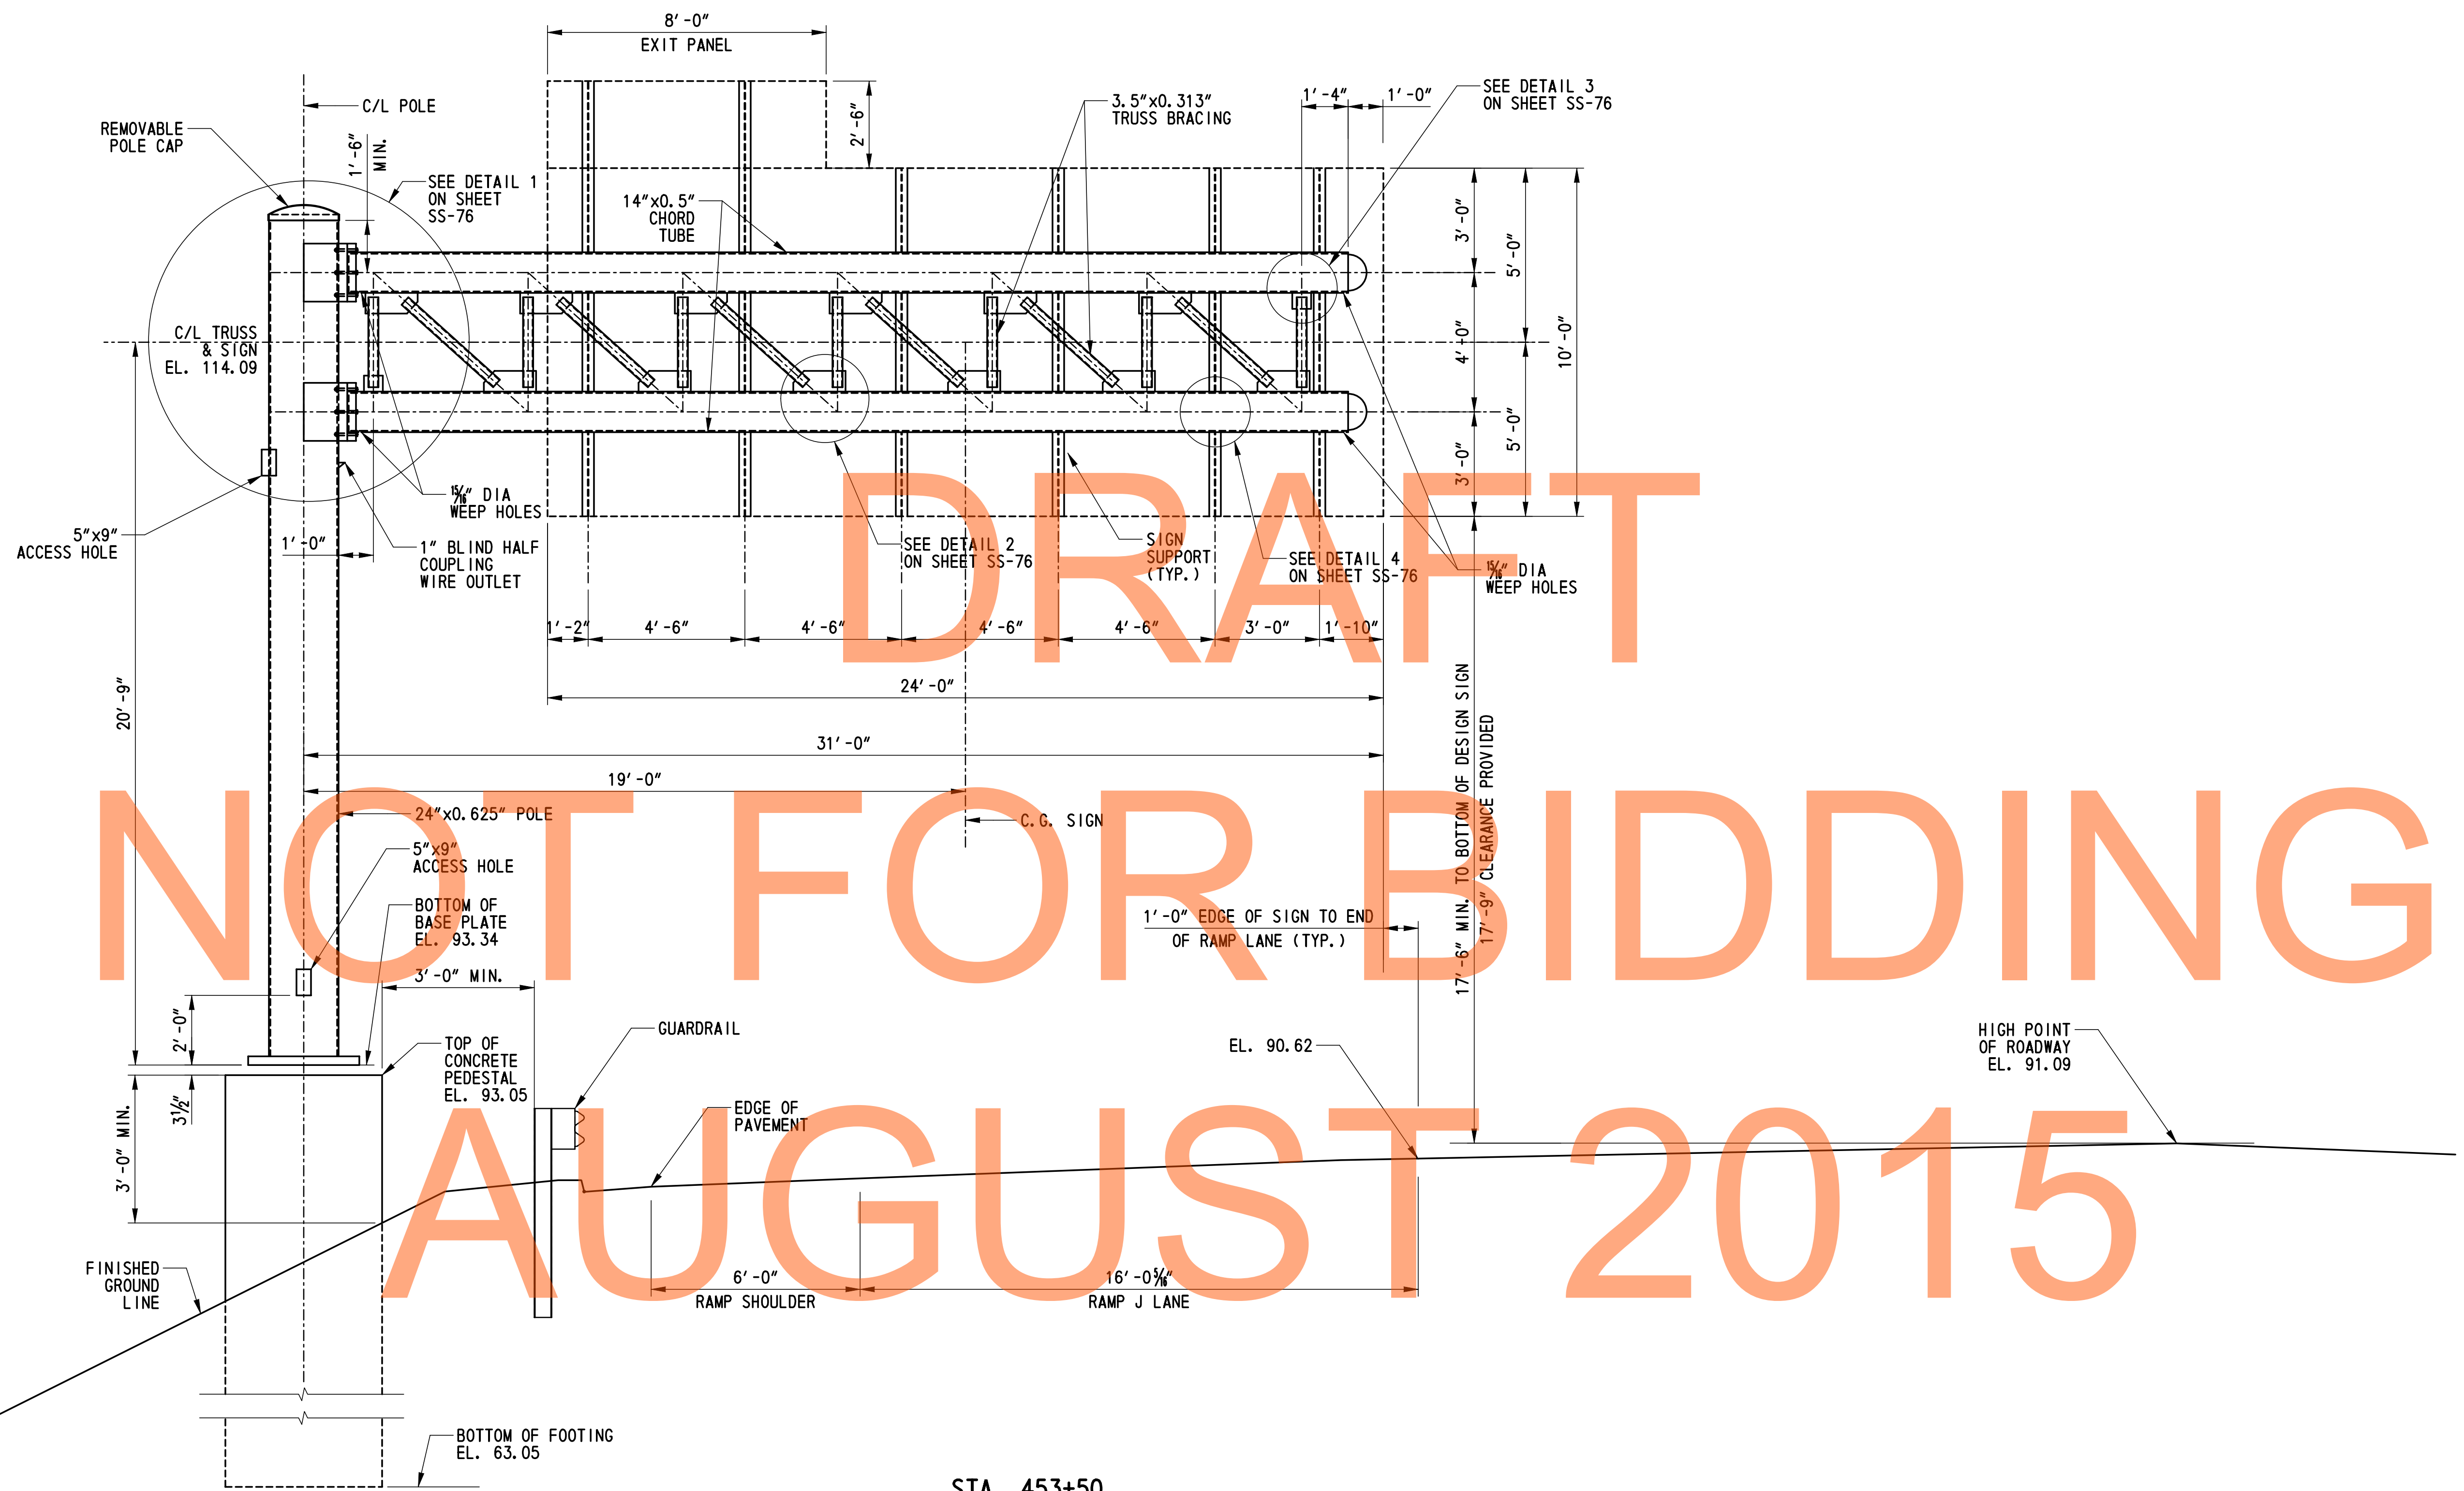 8'-0"
EXIT PANEL
C/L POLE
REMOVABLE
POLE CAP
1'-6"
MIN.
SEE DETAIL 1
ON SHEET
SS-76
14"x0.5"
CHORD
TUBE
2'-6"
3.5"x0.313"
TRUSS BRACING
1'-4"
1'-0"
SEE DETAIL 3
ON SHEET SS-76
3'-0"
5'-0"
10'-0"
4'-0"
5'-0"
3'-0"
C/L TRUSS
& SIGN
EL. 114.09
15/16" DIA
WEEP HOLES
5"x9"
ACCESS HOLE
1'-0"
1" BLIND HALF
COUPLING
WIRE OUTLET
SEE DETAIL 2
ON SHEET SS-76
SIGN
SUPPORT
(TYP.)
SEE DETAIL 4
ON SHEET SS-76
15/16" DIA
WEEP HOLES
DRAFT
1'-2"
4'-6"
4'-6"
4'-6"
4'-6"
3'-0"
1'-10"
24'-0"
20'-9"
31'-0"
19'-0"
24"x0.625" POLE
C.G. SIGN
17'-6" MIN. TO BOTTOM OF DESIGN SIGN
17'-9" CLEARANCE PROVIDED
NOT FOR BIDDING
5"x9"
ACCESS HOLE
BOTTOM OF
BASE PLATE
EL. 93.34
1'-0" EDGE OF SIGN TO END
OF RAMP LANE (TYP.)
3'-0" MIN.
2'-0"
GUARDRAIL
TOP OF
CONCRETE
PEDESTAL
EL. 93.05
EL. 90.62
HIGH POINT
OF ROADWAY
EL. 91.09
3½"
3'-0" MIN.
EDGE OF
PAVEMENT
AUGUST 2015
FINISHED
GROUND
LINE
6'-0"
RAMP SHOULDER
16'-0 5/16"
RAMP J LANE
BOTTOM OF FOOTING
EL. 63.05
STA. 453+50